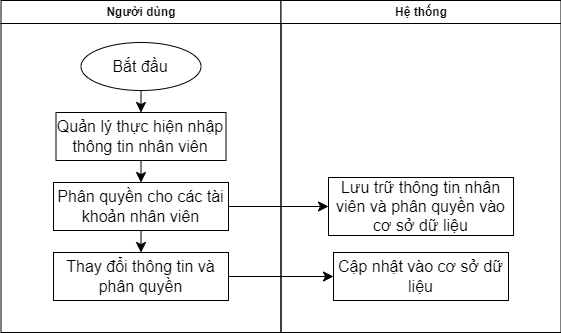 Người dùng
Hệ thống
Bắt đầu
Quản lý thực hiện nhập
thông tin nhân viên
Phân quyền cho các tài
khoản nhân viên
Lưu trữ thông tin nhân
viên và phân quyền vào
cơ sở dữ liệu
Thay đổi thông tin và
phân quyền
Cập nhật vào cơ sở dữ
liệu